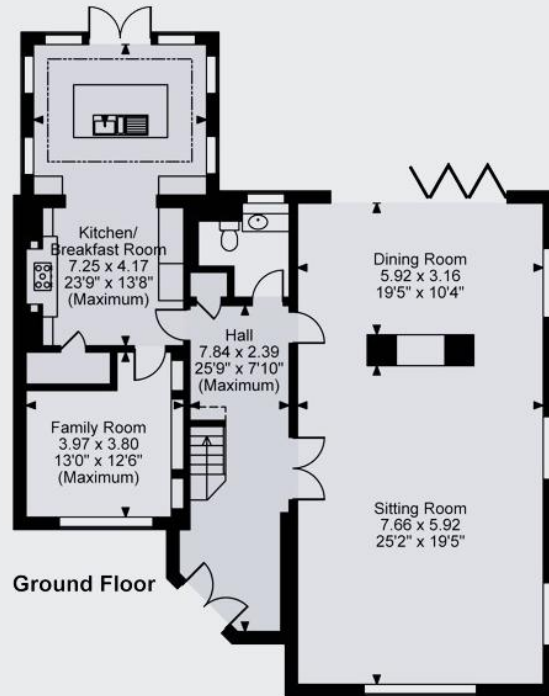 Kitchen/
Breakfast Room
7.25 x 4.17
23'9" x 13'8"
(Maximum)
Dining Room
5.92 x 3.16
19'5" x 10'4"
Hall
7.84 x 2.39
25'9" x 7'10"
(Maximum)
Family Room
3.97 x 3.80
13'0" x 12'6"
(Maximum)
Sitting Room
7.66 x 5.92
25'2" x 19'5"
Ground Floor